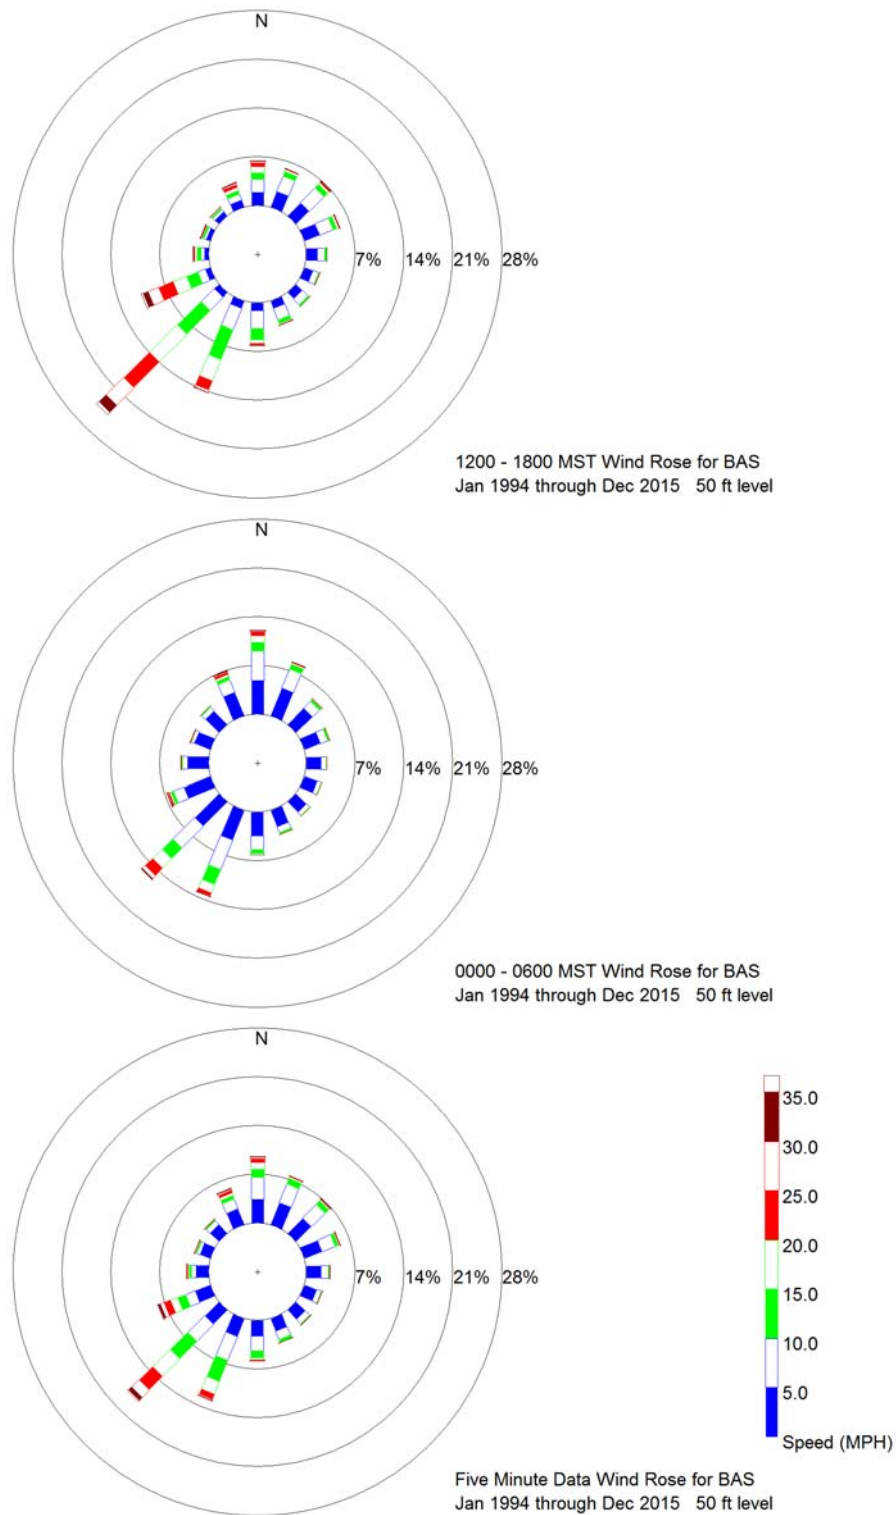 N
7% 14% 21% 28%
1200 - 1800 MST Wind Rose for BAS
Jan 1994 through Dec 2015 50 ft level
N
7% 14% 21% 28%
0000 - 0600 MST Wind Rose for BAS
Jan 1994 through Dec 2015 50 ft level
N
7% 14% 21% 28%
35.0
30.0
25.0
20.0
15.0
10.0
5.0
Speed (MPH)
Five Minute Data Wind Rose for BAS
Jan 1994 through Dec 2015 50 ft level